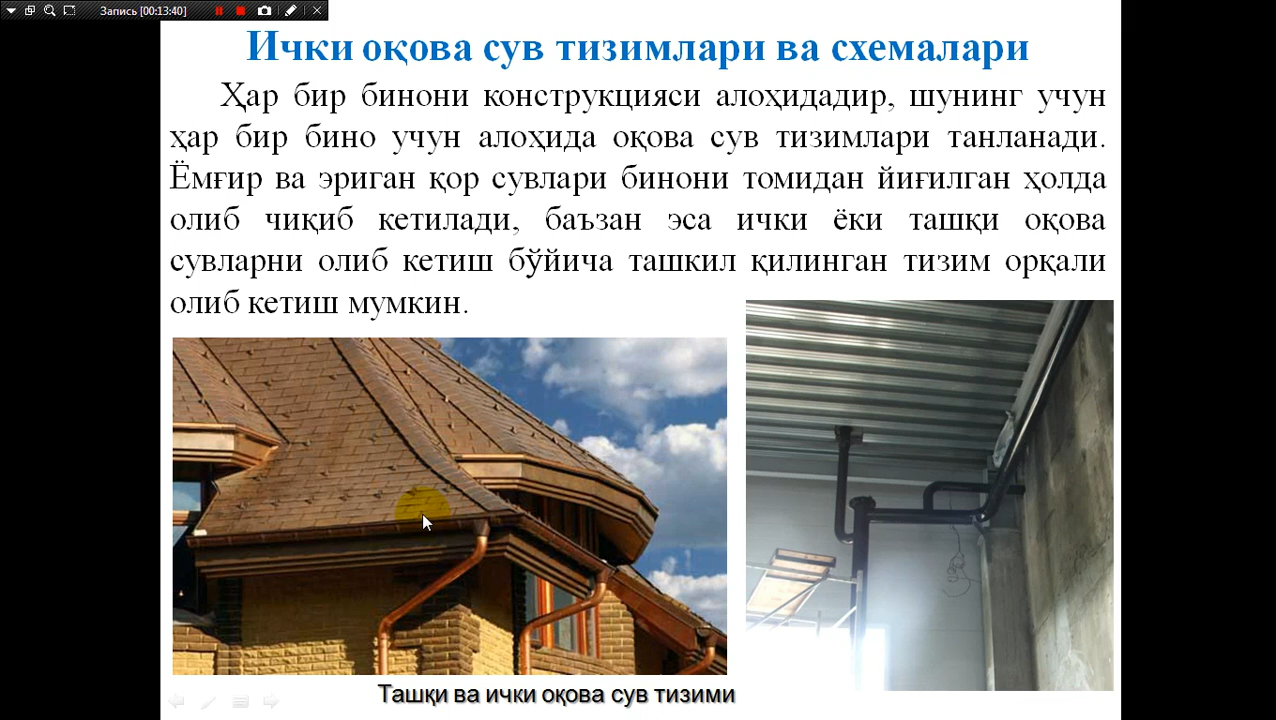 Запись [00:13:40]
Ички оқова сув тизимлари ва схемалари
Ҳар бир бинони конструкцияси алоҳидадир, шунинг учун
ҳар бир бино учун алоҳида оқова сув тизимлари танланади.
Ёмғир ва эриган қор сувлари бинони томидан йиғилган ҳолда
олиб чиқиб кетилади, баъзан эса ички ёки ташқи оқова
сувларни олиб кетиш бўйича ташкил қилинган тизим орқали
олиб кетиш мумкин.
Ташқи ва ички оқова сув тизими